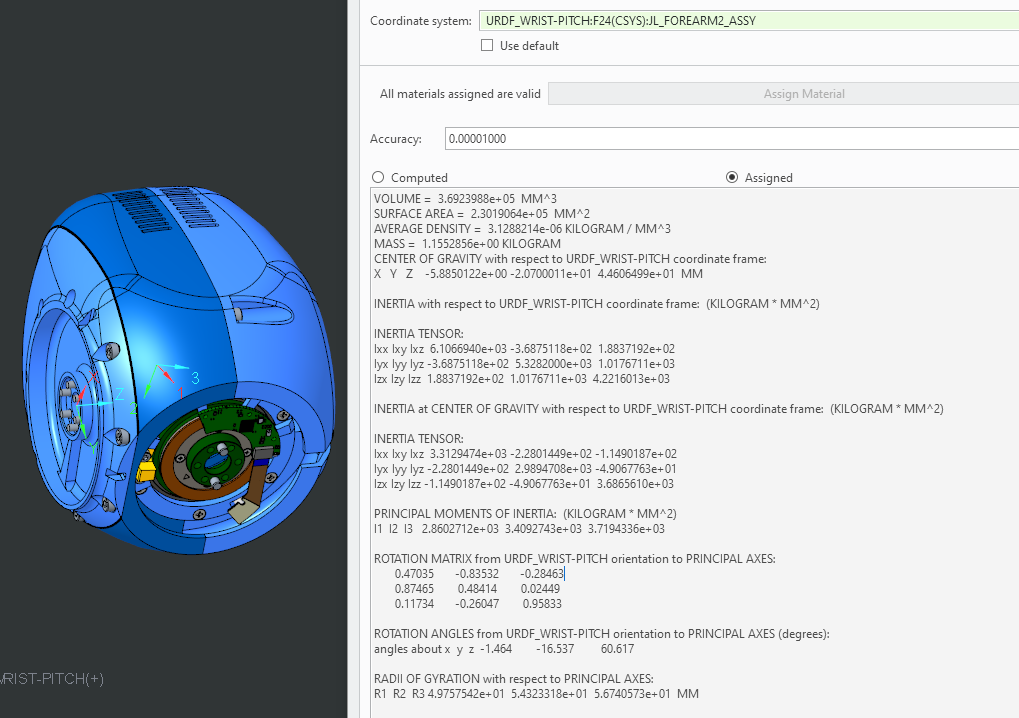 Coordinate system: URDF_WRIST-PITCH:F24(CSYS):JL_FOREARM2_ASSY
Use default
All materials assigned are valid Assign Material
Accuracy: 0.00001000
Computed Assigned
VOLUME = 3.6923988e+05 MM^3
SURFACE AREA = 2.3019064e+05 MM^2
AVERAGE DENSITY = 3.1288214e-06 KILOGRAM / MM^3
MASS = 1.1552856e+00 KILOGRAM
CENTER OF GRAVITY with respect to URDF_WRIST-PITCH coordinate frame:
X Y Z -5.8850122e+00 -2.0700011e+01 4.4606499e+01 MM
INERTIA with respect to URDF_WRIST-PITCH coordinate frame: (KILOGRAM * MM^2)
INERTIA TENSOR:
Ixx Ixy Ixz 6.1066940e+03 -3.6875118e+02 1.8837192e+02
Iyx Iyy Iyz -3.6875118e+02 5.3282000e+03 1.0176711e+03
Izx Izy Izz 1.8837192e+02 1.0176711e+03 4.2216013e+03
INERTIA at CENTER OF GRAVITY with respect to URDF_WRIST-PITCH coordinate frame: (KILOGRAM * MM^2)
INERTIA TENSOR:
Ixx Ixy Ixz 3.3129474e+03 -2.2801449e+02 -1.1490187e+02
Iyx Iyy Iyz -2.2801449e+02 2.9894708e+03 -4.9067763e+01
Izx Izy Izz -1.1490187e+02 -4.9067763e+01 3.6865610e+03
PRINCIPAL MOMENTS OF INERTIA: (KILOGRAM * MM^2)
I1 I2 I3 2.8602712e+03 3.4092743e+03 3.7194336e+03
ROTATION MATRIX from URDF_WRIST-PITCH orientation to PRINCIPAL AXES:
0.47035 -0.83532 -0.28463
0.87465 0.48414 0.02449
0.11734 -0.26047 0.95833
ROTATION ANGLES from URDF_WRIST-PITCH orientation to PRINCIPAL AXES (degrees):
angles about x y z -1.464 -16.537 60.617
RADII OF GYRATION with respect to PRINCIPAL AXES:
R1 R2 R3 4.9757542e+01 5.4323318e+01 5.6740573e+01 MM
3
Z
X
Y
WRIST-PITCH(+)